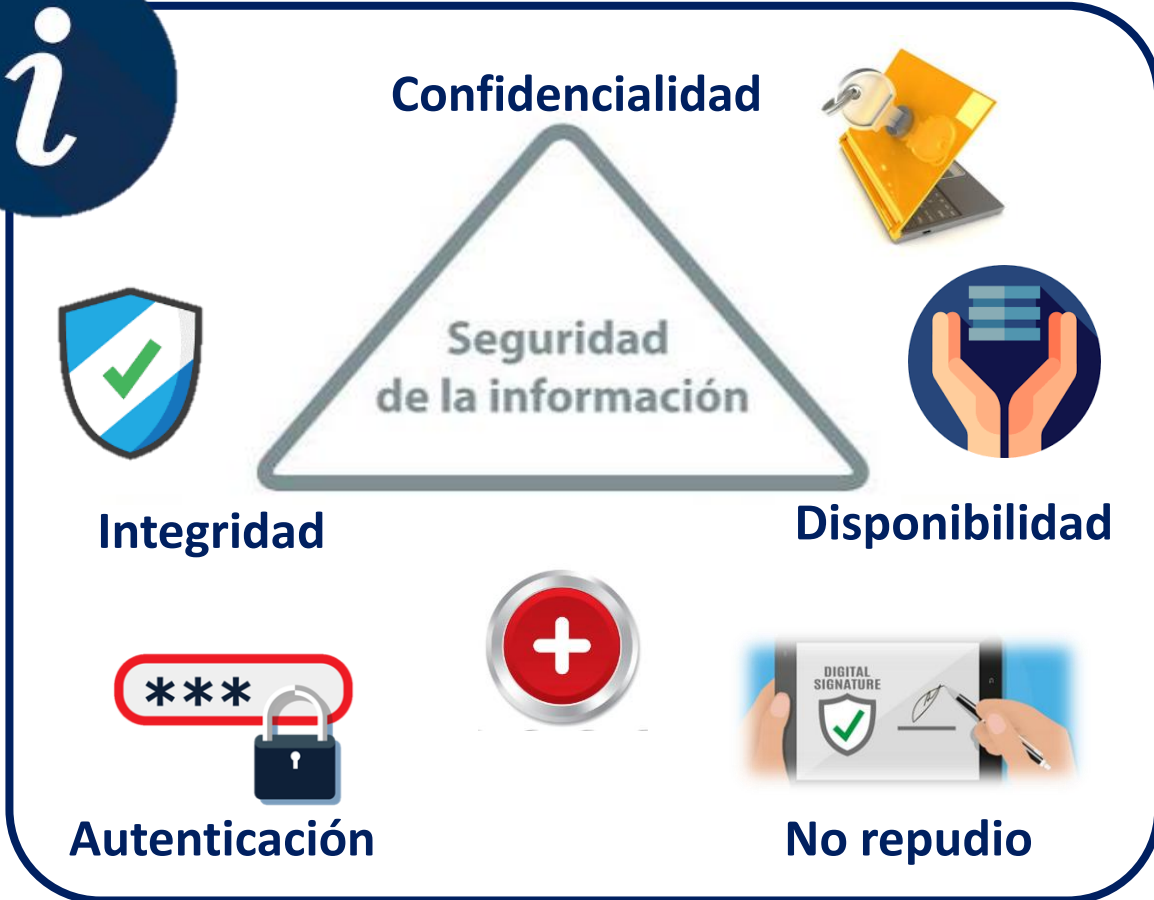 i
Confidencialidad
Seguridad
de la información
Integridad
Disponibilidad
***
DIGITAL
SIGNATURE
Autenticación
No repudio